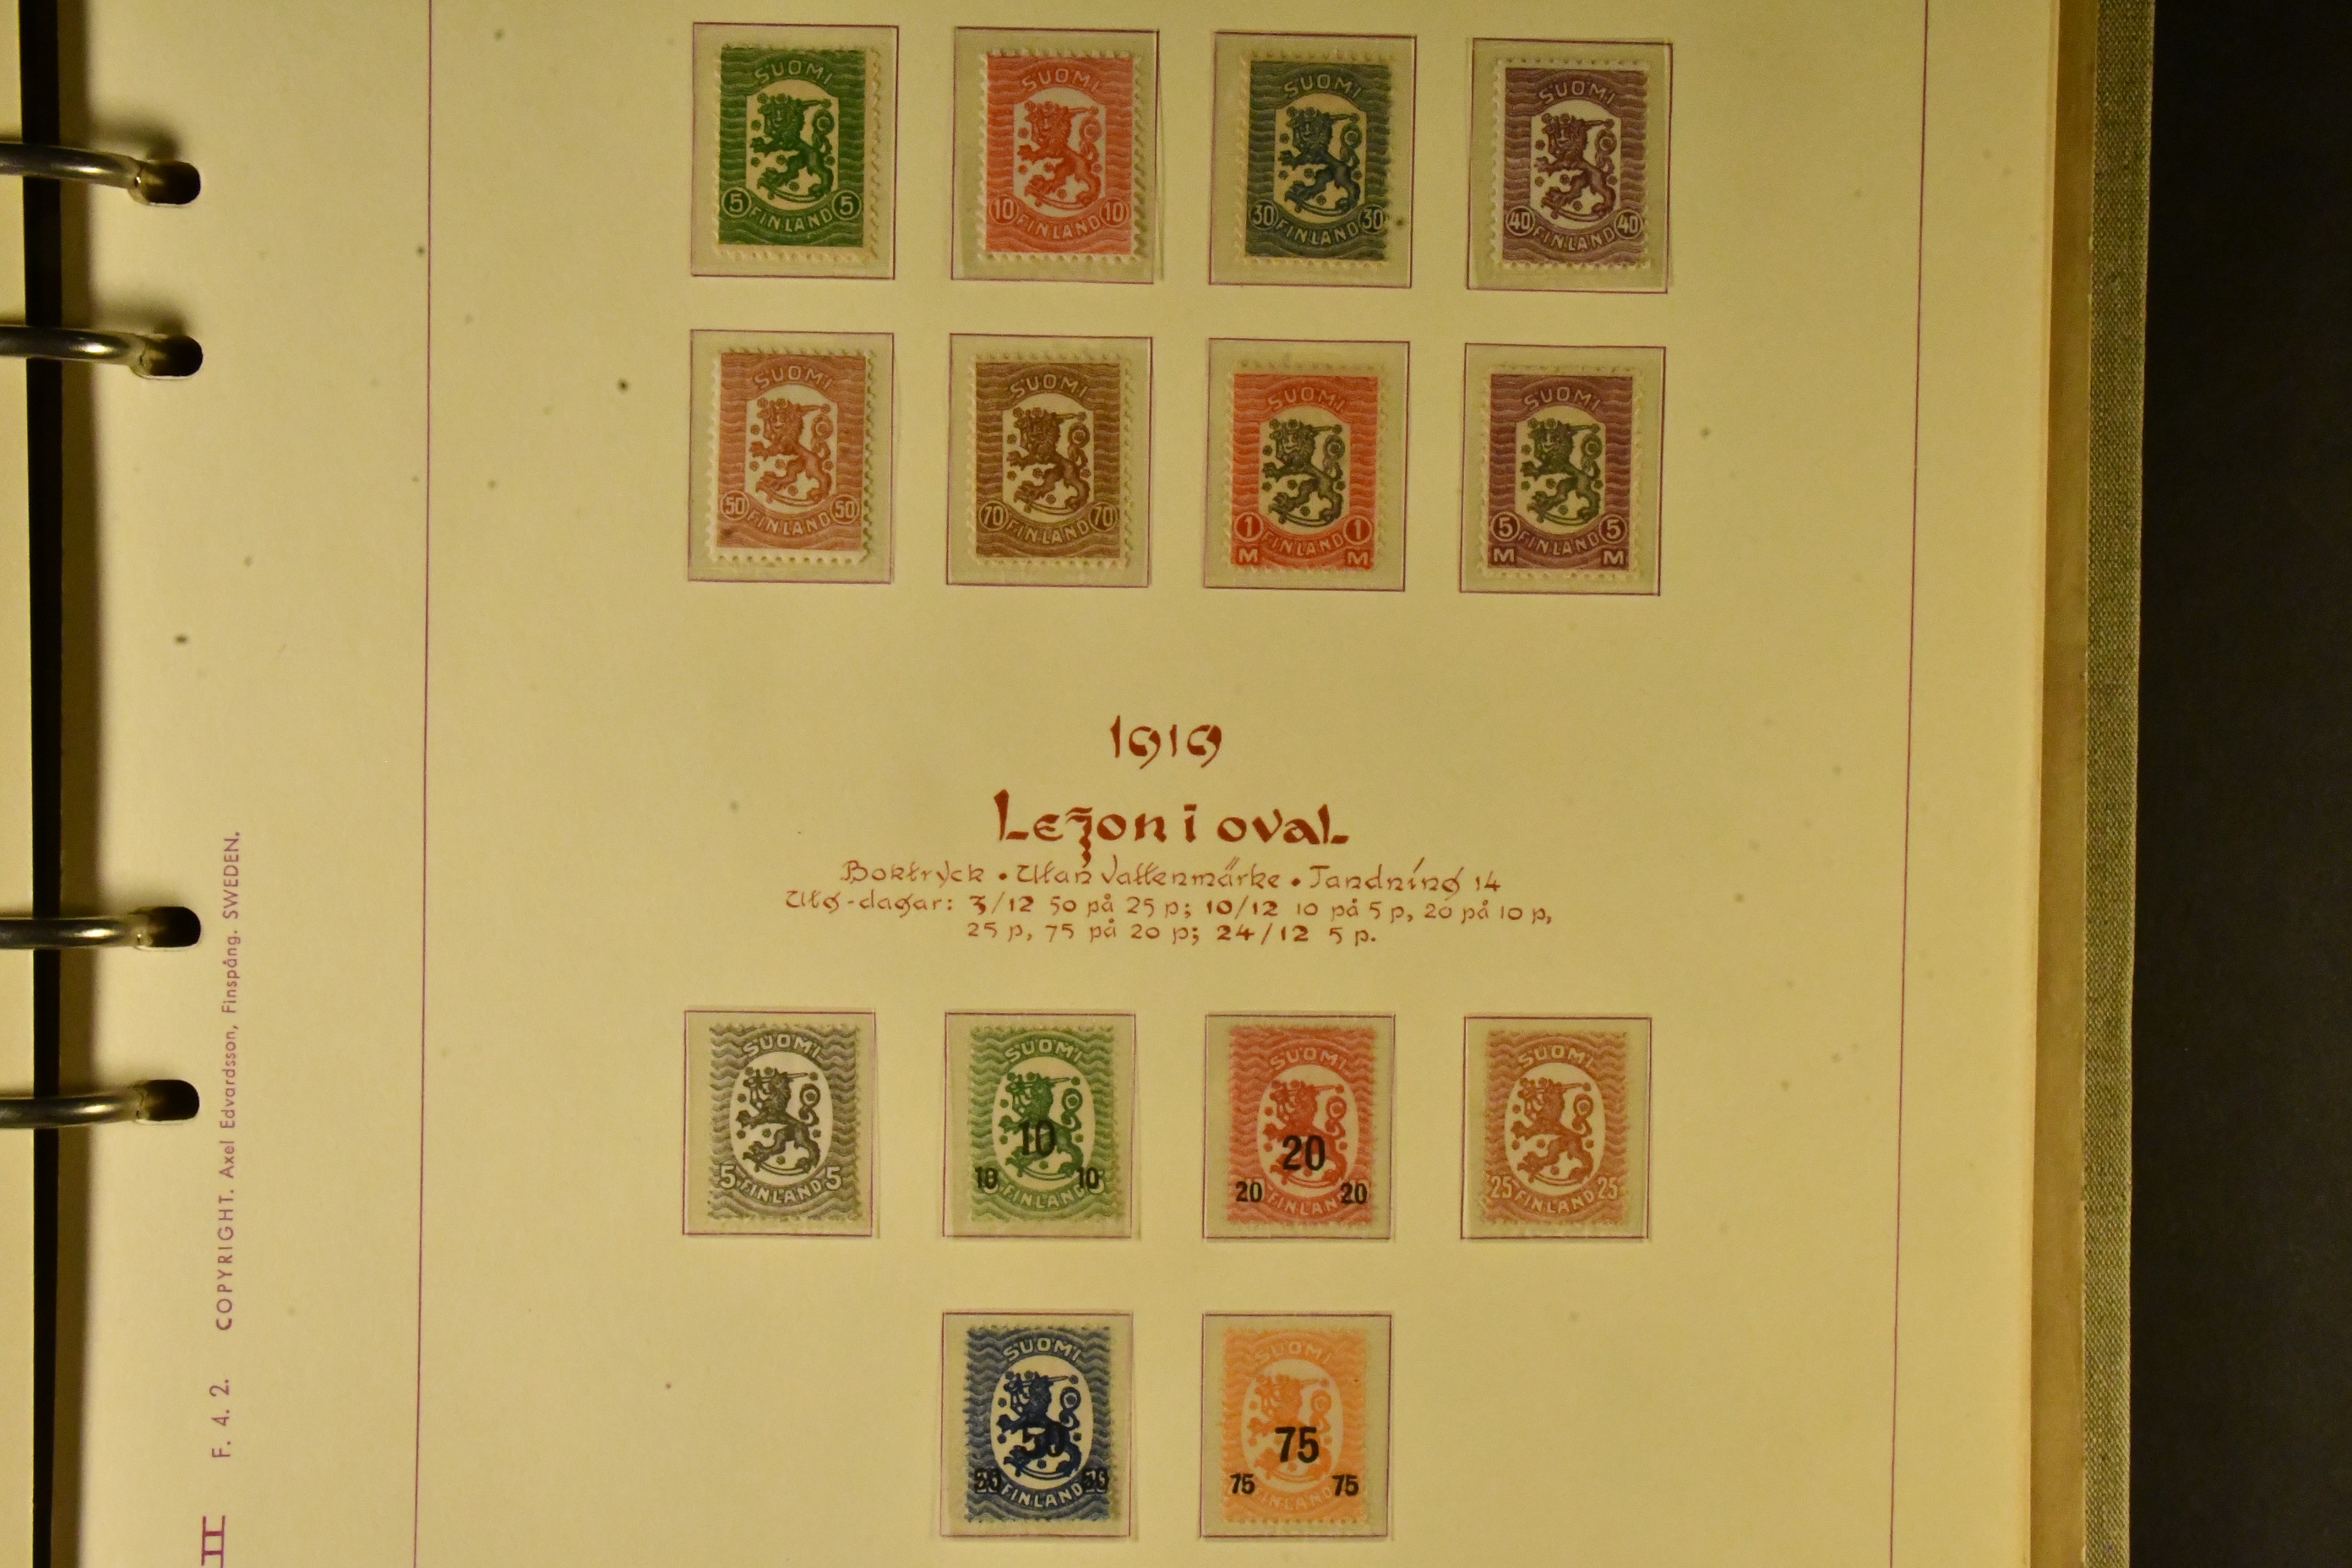 SUOMI
5 FINLAND 5
SUOMI
10 FINLAND 10
SUOMI
30 FINLAND 30
SUOMI
40 FINLAND 40
SUOMI
50 FINLAND 50
SUOMI
70 FINLAND 70
SUOMI
1 FINLAND 1
M M
SUOMI
5 FINLAND 5
M M
1919
Lejon i oval
Boktryck • Utan Vattenmärke • Tandning 14
Utg-dagar: 3/12 50 på 25 p; 10/12 10 på 5 p, 20 på 10 p,
25 p, 75 på 20 p; 24/12 5 p.
SUOMI
5 FINLAND 5
SUOMI
10
10 FINLAND 10
SUOMI
20
20 FINLAND 20
SUOMI
25 FINLAND 25
SUOMI
50
FINLAND
SUOMI
75
75 FINLAND 75
F. 4. 2. COPYRIGHT. Axel Edvardsson, Finspång. SWEDEN.